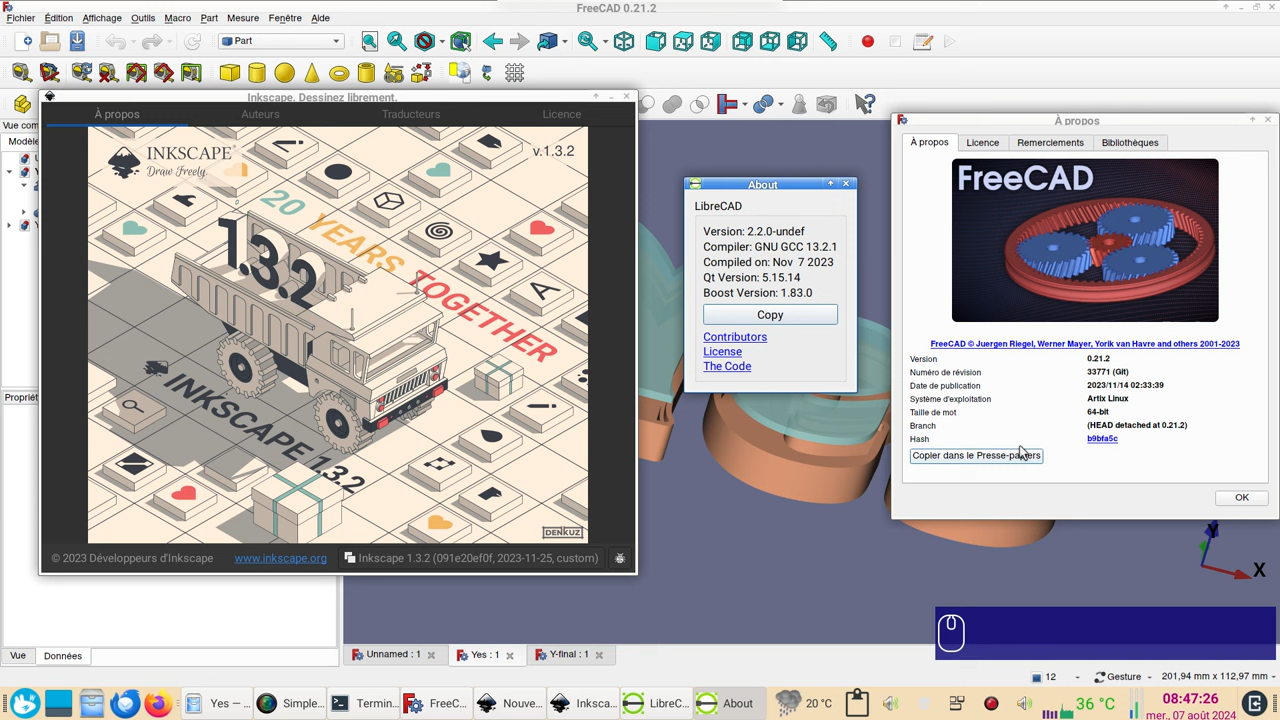 FreeCAD 0.21.2
Fichier Édition Affichage Outils Macro Part Mesure Fenêtre Aide
Part
Inkscape. Dessinez librement.
À propos Auteurs Traducteurs Licence
INKSCAPE
Draw Freely.
v.1.3.2
20 YEARS TOGETHER
1.3.2
INKSCAPE 1.3.2
DENKUZ
© 2023 Développeurs d'Inkscape www.inkscape.org Inkscape 1.3.2 (091e20ef0f, 2023-11-25, custom)
Vue com
Modèle
Propriét
About
LibreCAD
Version: 2.2.0-undef
Compiler: GNU GCC 13.2.1
Compiled on: Nov 7 2023
Qt Version: 5.15.14
Boost Version: 1.83.0
Copy
Contributors
License
The Code
À propos
À propos Licence Remerciements Bibliothèques
FreeCAD
FreeCAD © Juergen Riegel, Werner Mayer, Yorik van Havre and others 2001-2023
Version 0.21.2
Numéro de révision 33771 (Git)
Date de publication 2023/11/14 02:33:39
Système d'exploitation Artix Linux
Taille de mot 64-bit
Branch (HEAD detached at 0.21.2)
Hash b9bfa5c
Copier dans le Presse-papiers
OK
Y
X
Vue Données
Unnamed : 1 Yes : 1 Y-final : 1
12 Gesture 201,94 mm x 112,97 mm
Yes — ... Simple... Termin... FreeC... Nouve... Inksca... LibreC... About 20 °C 36 °C
08:47:26
mer., 07 août 2024